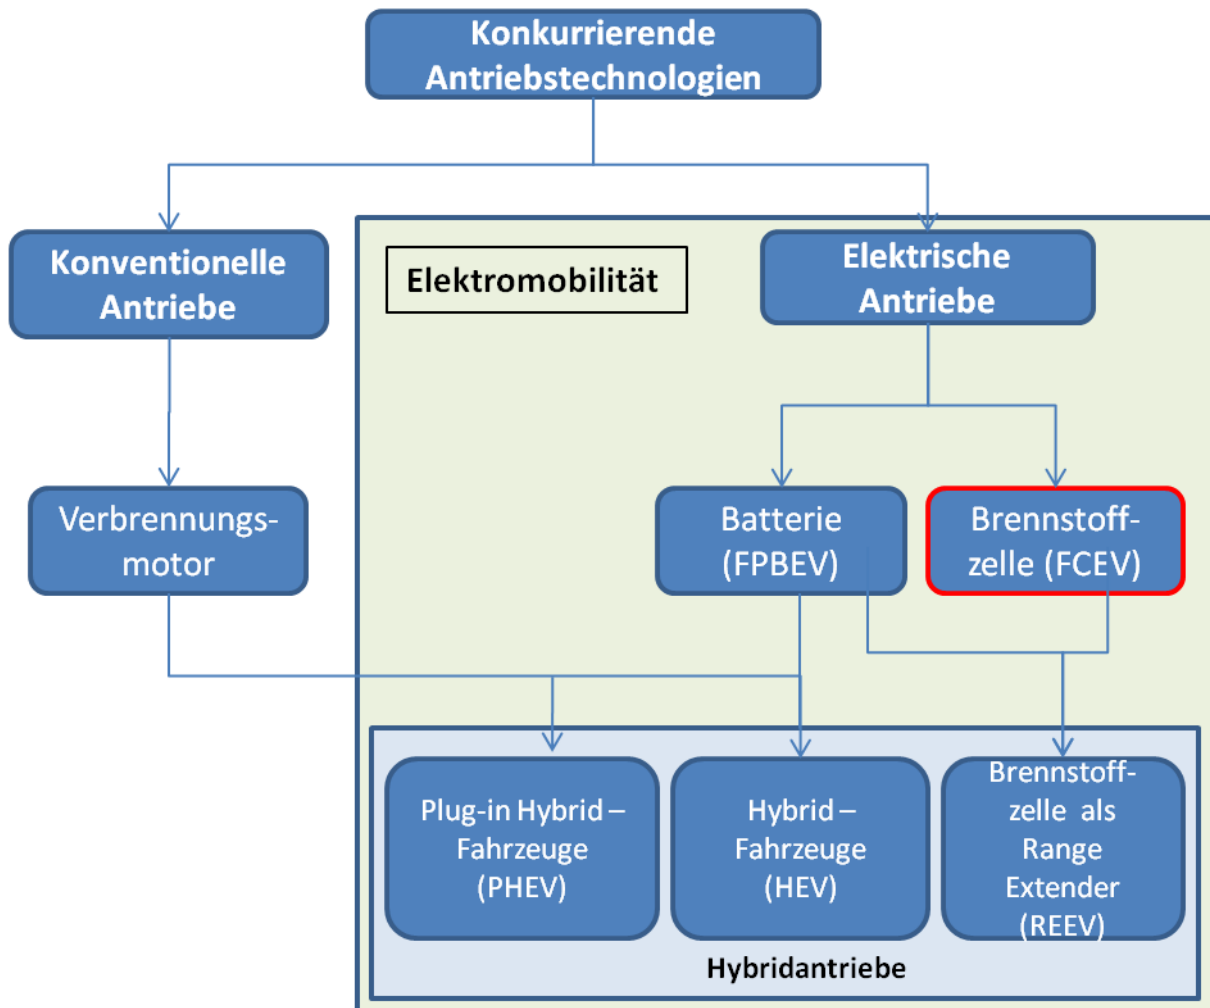 Konkurrierende
Antriebstechnologien
Konventionelle
Antriebe
Elektromobilität
Elektrische
Antriebe
Verbrennungs-
motor
Batterie
(FPBEV)
Brennstoff-
zelle (FCEV)
Plug-in Hybrid –
Fahrzeuge
(PHEV)
Hybrid –
Fahrzeuge
(HEV)
Brennstoff-
zelle als
Range
Extender
(REEV)
Hybridantriebe